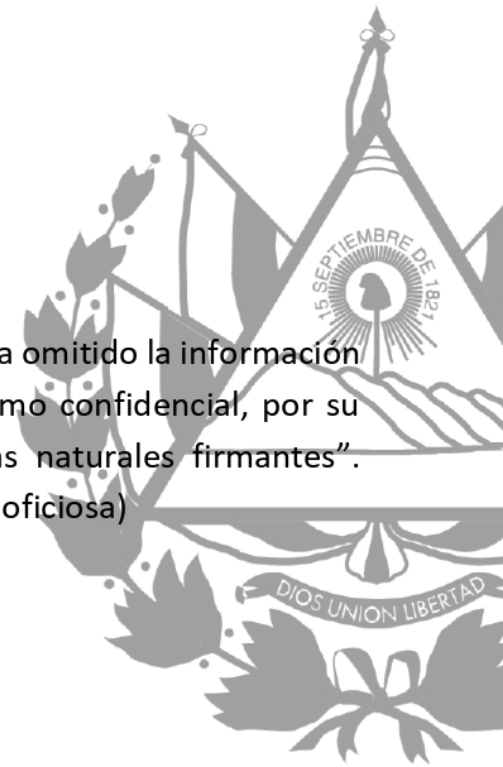 15 SEPTIEMBRE DE 1821
a omitido la información
mo confidencial, por su
s naturales firmantes”.
oficiosa)
DIOS UNION LIBERTAD